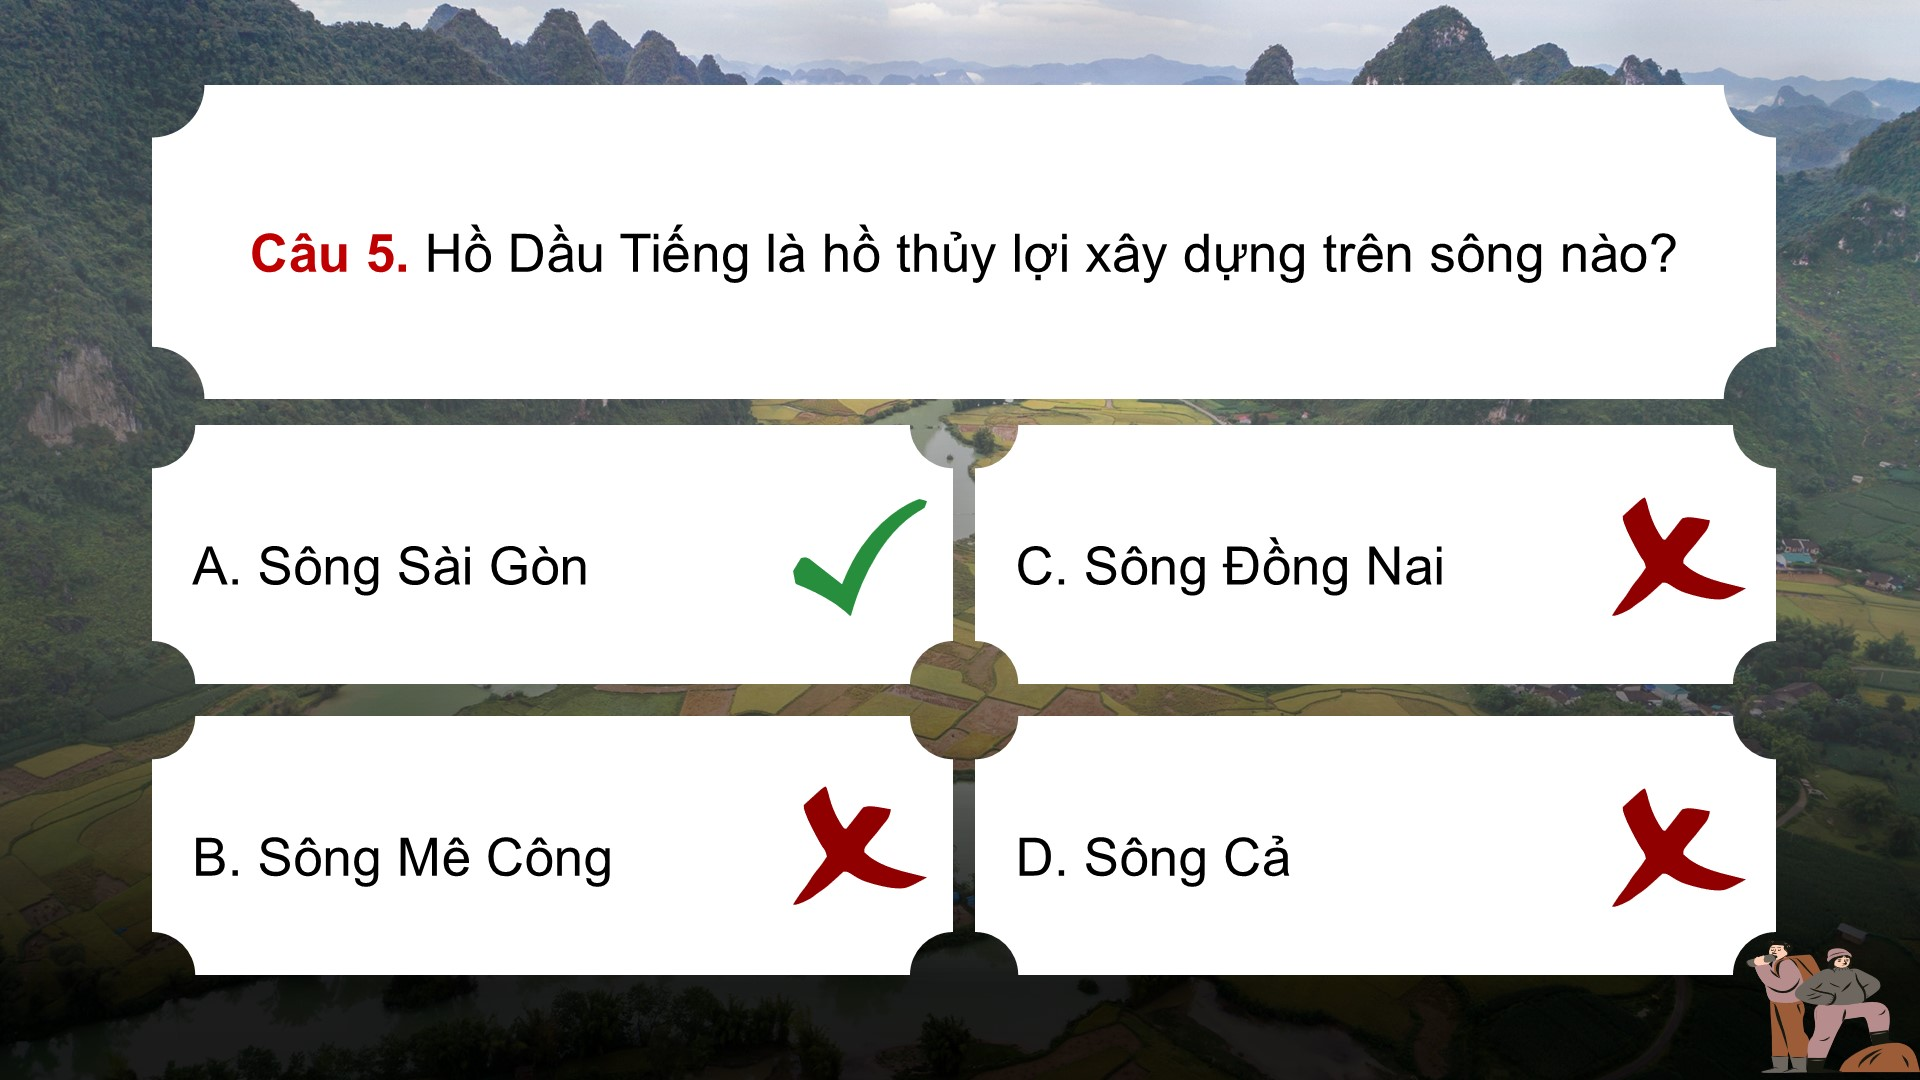 Câu 5. Hồ Dầu Tiếng là hồ thủy lợi xây dựng trên sông nào?
A. Sông Sài Gòn
C. Sông Đồng Nai
B. Sông Mê Công
D. Sông Cả